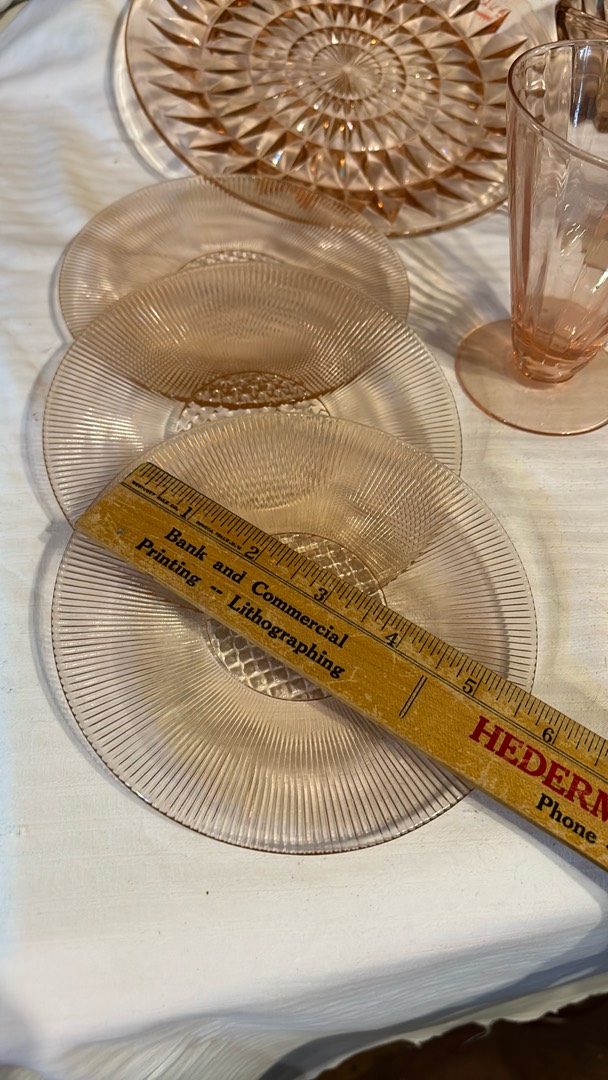 1 2 3 4 5 6
Bank and Commercial
Printing -- Lithographing
HEDERM
Phone